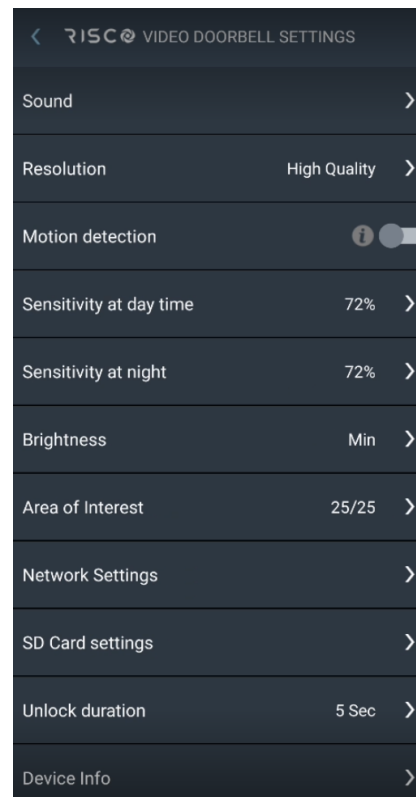 RISCO VIDEO DOORBELL SETTINGS
Sound
Resolution High Quality
Motion detection i
Sensitivity at day time 72%
Sensitivity at night 72%
Brightness Min
Area of Interest 25/25
Network Settings
SD Card settings
Unlock duration 5 Sec
Device Info